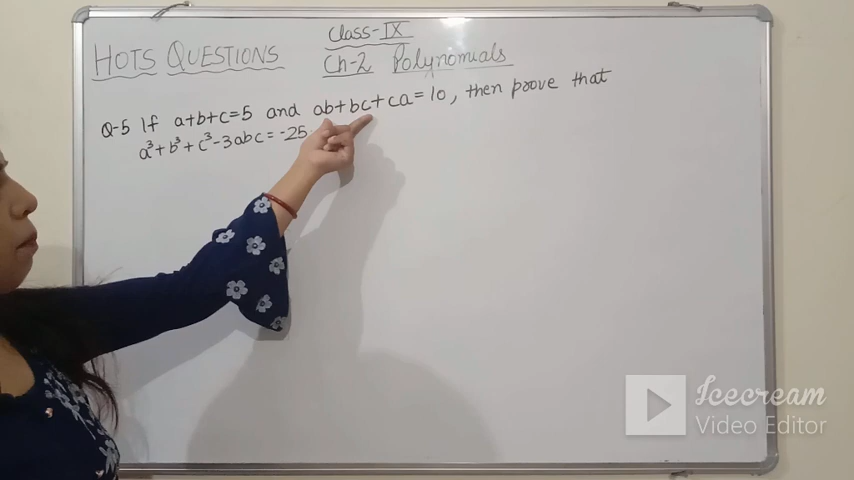 Class-IX
HOTS QUESTIONS
Ch-2 Polynomials
Q-5 If a+b+c=5 and ab+bc+ca=10, then prove that
a³+b³+c³-3abc=-25.
Icecream
Video Editor